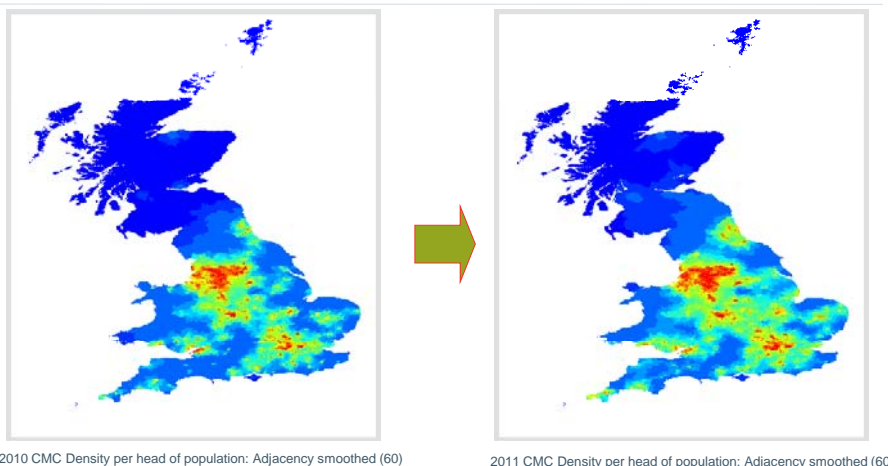 2010 CMC Density per head of population: Adjacency smoothed (60)
2011 CMC Density per head of population: Adjacency smoothed (60